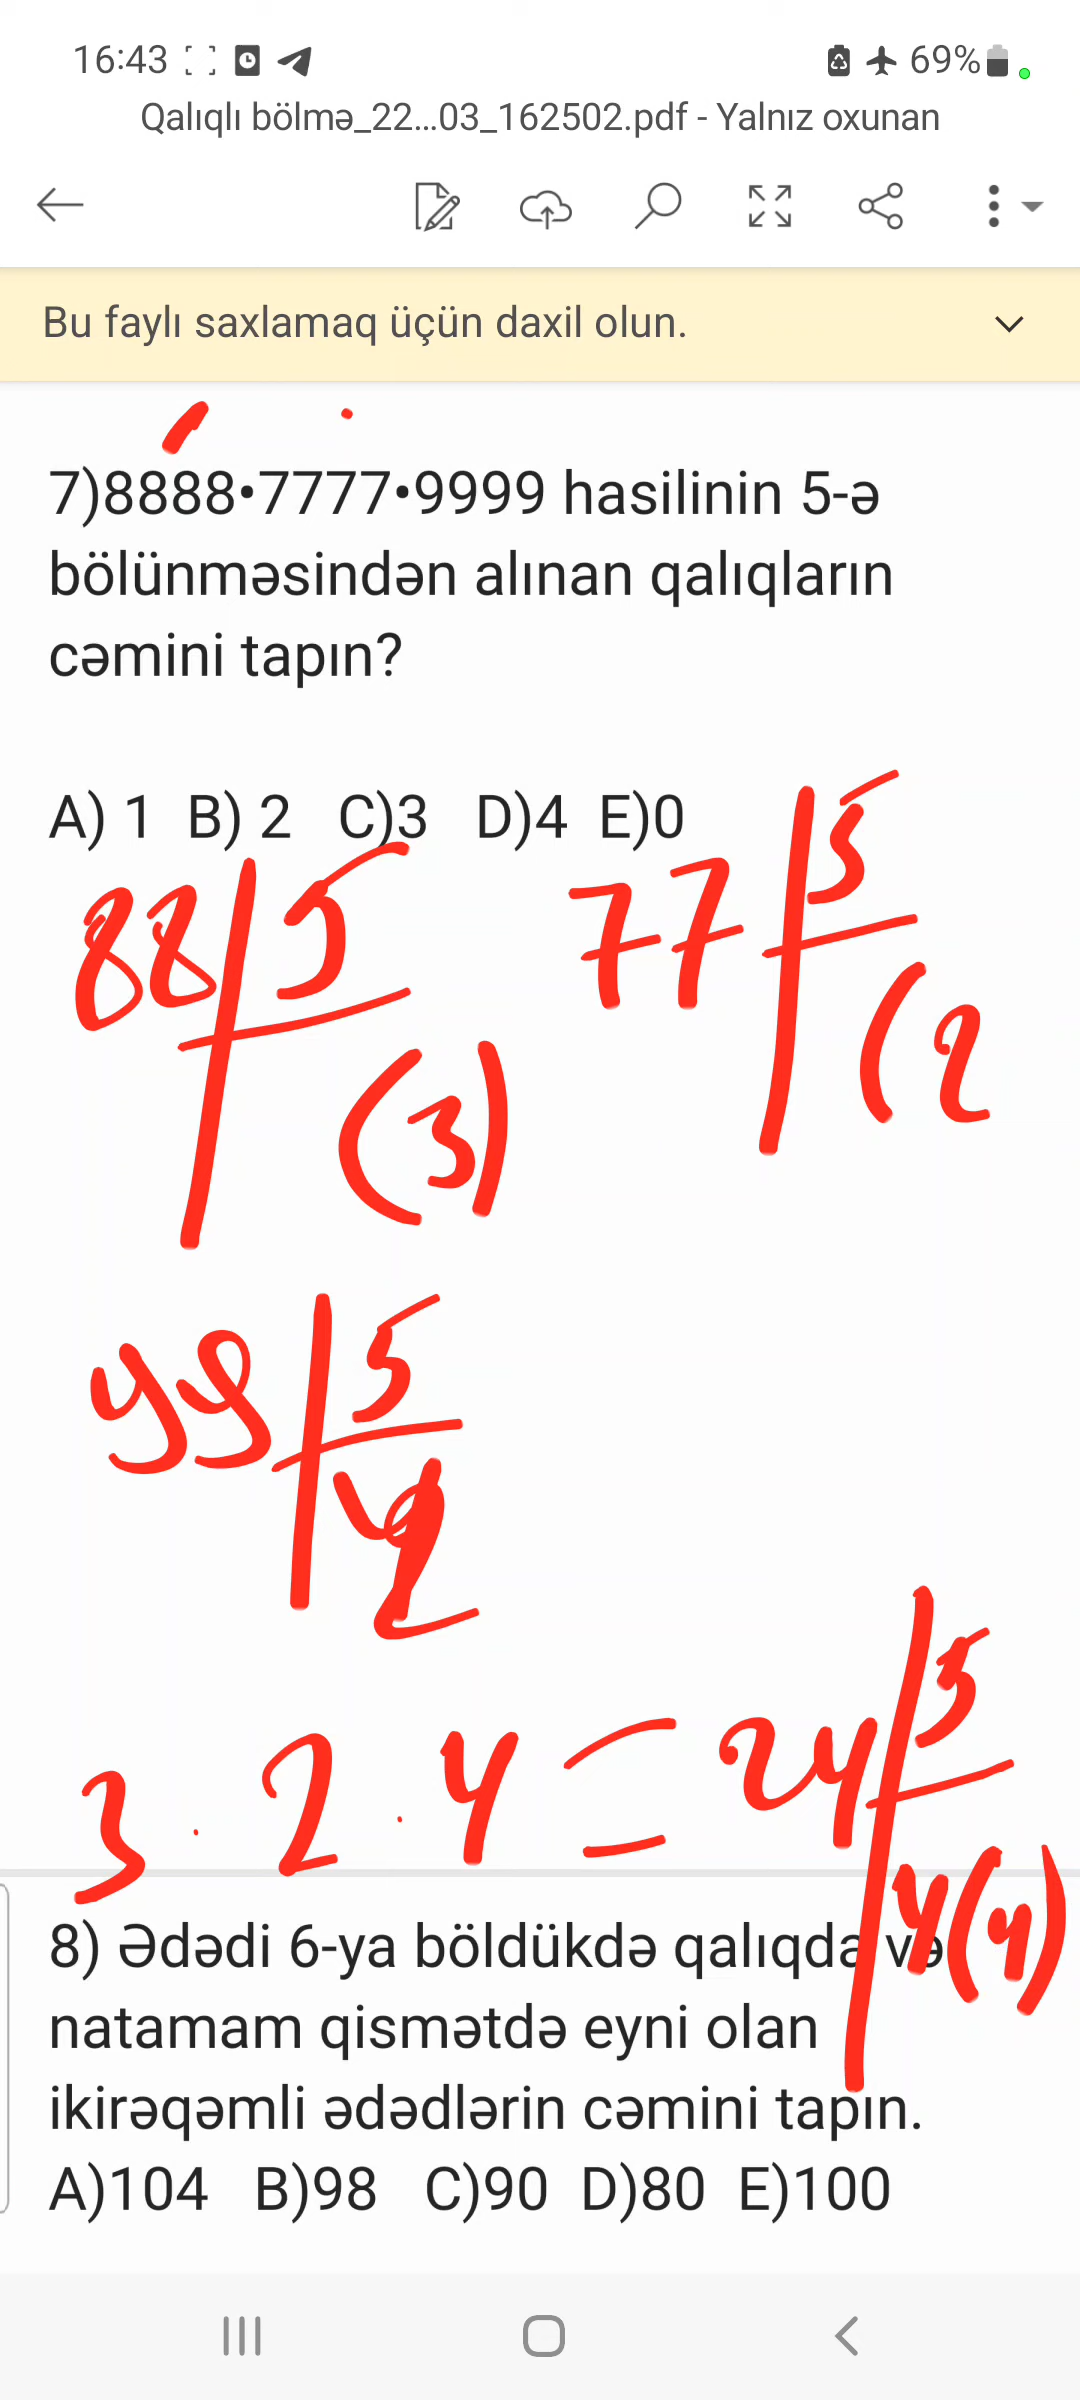 16:43 69%
Qalıqlı bölmə_22...03_162502.pdf - Yalnız oxunan
Bu faylı saxlamaq üçün daxil olun.
7)8888•7777•9999 hasilinin 5-ə
bölünməsindən alınan qalıqların
cəmini tapın?
A) 1 B) 2 C)3 D)4 E)0
88 5 77 5
(3) (2
99 5
4
3 · 2 · 4 = 24 5
4(4)
8) Ədədi 6-ya böldükdə qalıqda və
natamam qismətdə eyni olan
ikirəqəmli ədədlərin cəmini tapın.
A)104 B)98 C)90 D)80 E)100